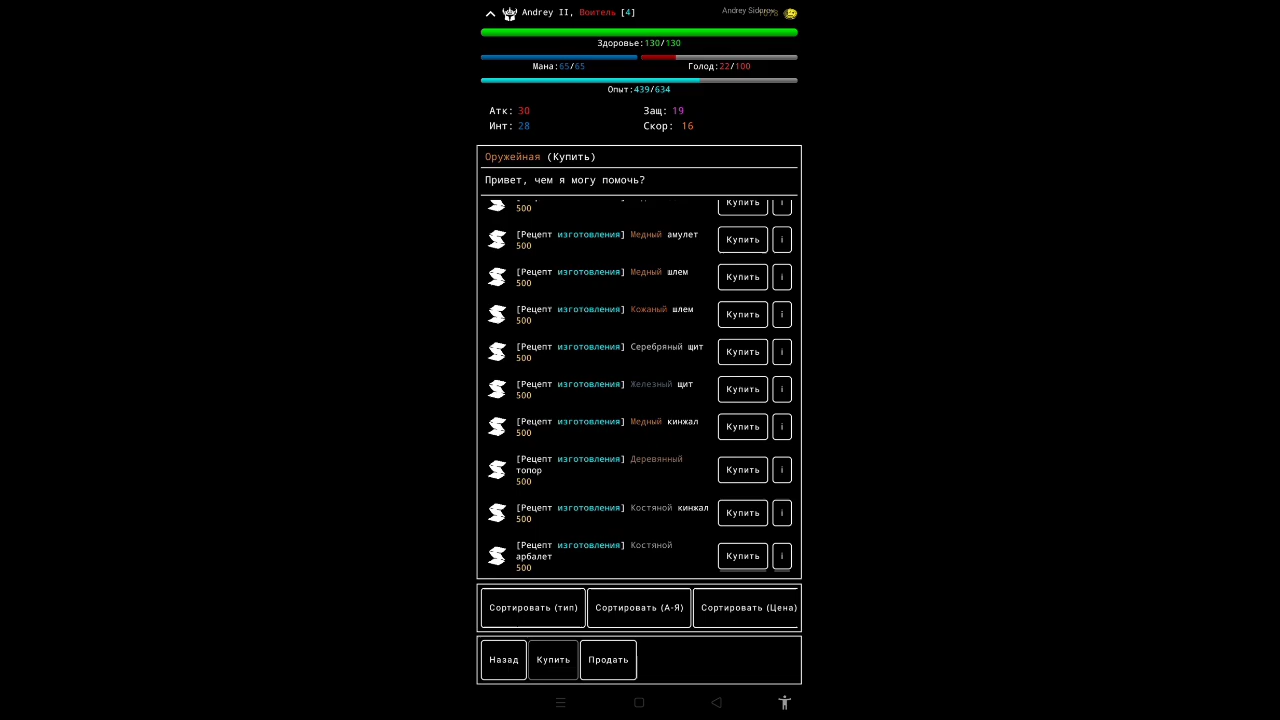 Andrey II, Воитель [4]
Andrey Sidorov
Здоровье:130/130
Мана:65/65
Голод:22/100
Опыт:439/634
Атк: 30
Защ: 19
Инт: 28
Скор: 16
Оружейная (Купить)
Привет, чем я могу помочь?
500
Купить
i
[Рецепт изготовления] Медный амулет
500
Купить
i
[Рецепт изготовления] Медный шлем
500
Купить
i
[Рецепт изготовления] Кожаный шлем
500
Купить
i
[Рецепт изготовления] Серебряный щит
500
Купить
i
[Рецепт изготовления] Железный щит
500
Купить
i
[Рецепт изготовления] Медный кинжал
500
Купить
i
[Рецепт изготовления] Деревянный
топор
500
Купить
i
[Рецепт изготовления] Костяной кинжал
500
Купить
i
[Рецепт изготовления] Костяной
арбалет
500
Купить
i
Сортировать (тип)
Сортировать (А-Я)
Сортировать (Цена)
Назад
Купить
Продать